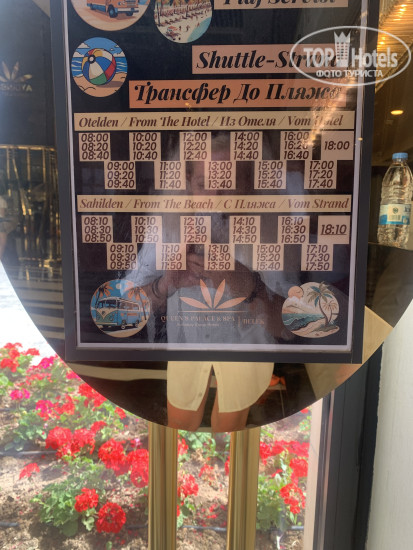 Plaj Servisi
TOPHotels
ФОТО ТУРИСТА
Shuttle-Str
Трансфер До Пляжа
Otelden / From The Hotel / Из Отеля / Vom Hotel
08:00 10:00 12:00 14:00 16:00
08:20 10:20 12:20 14:20 16:20 18:00
08:40 10:40 12:40 14:40 16:40
09:00 11:00 13:00 15:00 17:00
09:20 11:20 13:20 15:20 17:20
09:40 11:40 13:40 15:40 17:40
Sahilden / From The Beach / С Пляжа / Vom Strand
08:10 10:10 12:10 14:10 16:10
08:30 10:30 12:30 14:30 16:30 18:10
08:50 10:50 12:50 14:50 16:50
09:10 11:10 13:10 15:10 17:10
09:30 11:30 13:30 15:30 17:30
09:50 11:50 13:50 15:50 17:50
BELEK